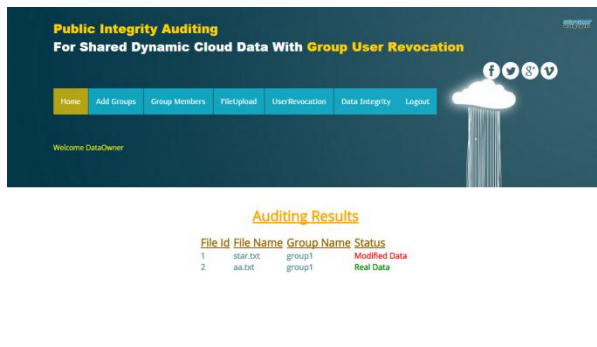 Public Integrity Auditing
For Shared Dynamic Cloud Data With Group User Revocation
Home Add Groups Group Members FileUpload UserRevocation Data Integrity Logout
Welcome DataOwner
Auditing Results
File Id File Name Group Name Status
1 star.txt group1 Modified Data
2 aa.txt group1 Real Data